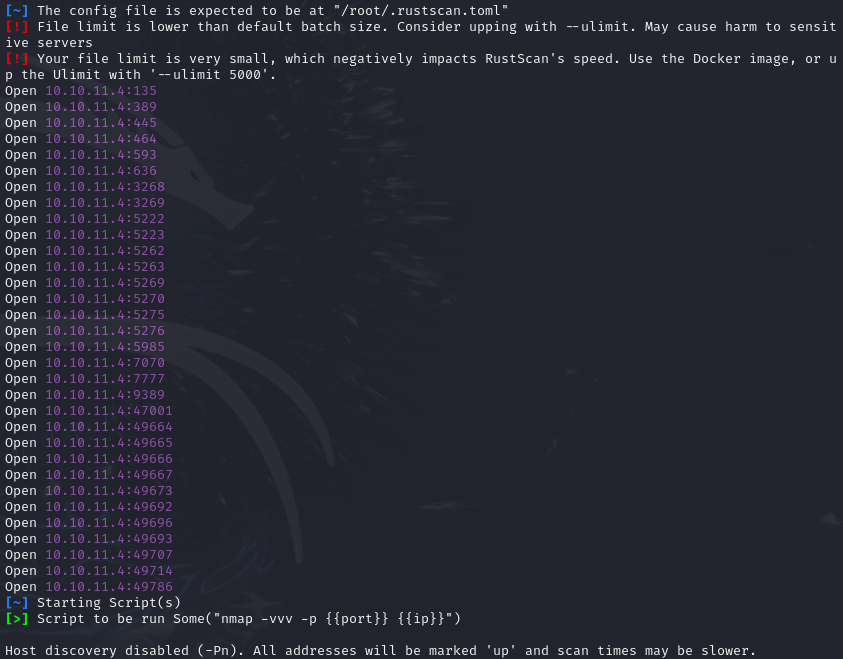 [~] The config file is expected to be at "/root/.rustscan.toml"
[!] File limit is lower than default batch size. Consider upping with --ulimit. May cause harm to sensit
ive servers
[!] Your file limit is very small, which negatively impacts RustScan's speed. Use the Docker image, or u
p the Ulimit with '--ulimit 5000'.
Open 10.10.11.4:135
Open 10.10.11.4:389
Open 10.10.11.4:445
Open 10.10.11.4:464
Open 10.10.11.4:593
Open 10.10.11.4:636
Open 10.10.11.4:3268
Open 10.10.11.4:3269
Open 10.10.11.4:5222
Open 10.10.11.4:5223
Open 10.10.11.4:5262
Open 10.10.11.4:5263
Open 10.10.11.4:5269
Open 10.10.11.4:5270
Open 10.10.11.4:5275
Open 10.10.11.4:5276
Open 10.10.11.4:5985
Open 10.10.11.4:7070
Open 10.10.11.4:7777
Open 10.10.11.4:9389
Open 10.10.11.4:47001
Open 10.10.11.4:49664
Open 10.10.11.4:49665
Open 10.10.11.4:49666
Open 10.10.11.4:49667
Open 10.10.11.4:49673
Open 10.10.11.4:49692
Open 10.10.11.4:49696
Open 10.10.11.4:49693
Open 10.10.11.4:49707
Open 10.10.11.4:49714
Open 10.10.11.4:49786
[~] Starting Script(s)
[>] Script to be run Some("nmap -vvv -p {{port}} {{ip}}")
Host discovery disabled (-Pn). All addresses will be marked 'up' and scan times may be slower.